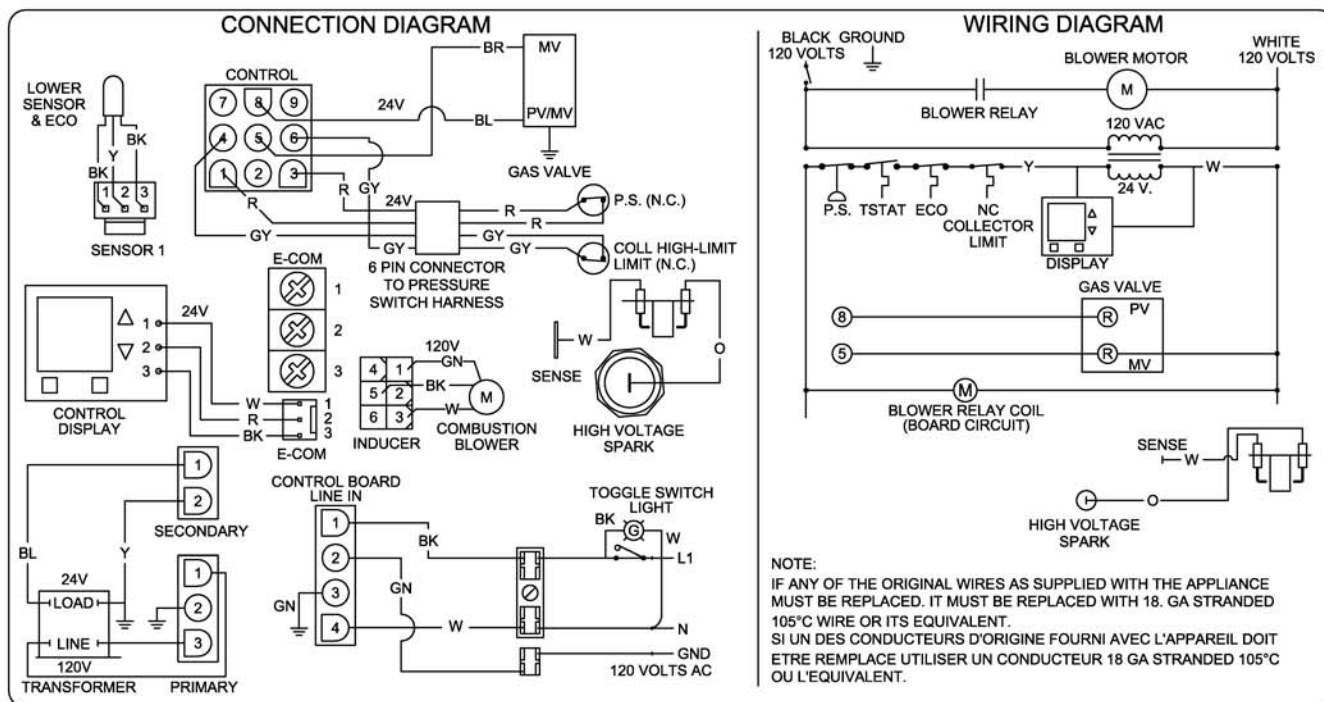 CONNECTION DIAGRAM
LOWER
SENSOR
& ECO
BK
Y
BK
1 2 3
SENSOR 1
CONTROL
7 8 9
4 5 6
1 2 3
24V
BR
BL
MV
PV/MV
GAS VALVE
R
GY
R
GY
24V
GY
R
R
GY
GY
P.S. (N.C.)
COLL HIGH-LIMIT
LIMIT (N.C.)
6 PIN CONNECTOR
TO PRESSURE
SWITCH HARNESS
E-COM
1
2
3
24V
1
2
3
CONTROL
DISPLAY
W
R
BK
1
2
3
E-COM
120V
4 1
5 2
6 3
GN
BK
W
M
INDUCER
COMBUSTION
BLOWER
SENSE
W
O
HIGH VOLTAGE
SPARK
1
2
SECONDARY
BL
Y
24V
LOAD
LINE
120V
TRANSFORMER
1
2
3
PRIMARY
CONTROL BOARD
LINE IN
1
2
3
4
GN
BK
GN
W
TOGGLE SWITCH
LIGHT
BK
G
W
L1
N
GND
120 VOLTS AC
WIRING DIAGRAM
BLACK
120 VOLTS
GROUND
WHITE
120 VOLTS
BLOWER MOTOR
M
BLOWER RELAY
120 VAC
24 V.
Y
W
P.S.
TSTAT
ECO
NC
COLLECTOR
LIMIT
DISPLAY
GAS VALVE
8
R
PV
5
R
MV
M
BLOWER RELAY COIL
(BOARD CIRCUIT)
SENSE
W
O
HIGH VOLTAGE
SPARK
NOTE:
IF ANY OF THE ORIGINAL WIRES AS SUPPLIED WITH THE APPLIANCE
MUST BE REPLACED. IT MUST BE REPLACED WITH 18. GA STRANDED
105°C WIRE OR ITS EQUIVALENT.
SI UN DES CONDUCTEURS D'ORIGINE FOURNI AVEC L'APPAREIL DOIT
ETRE REMPLACE UTILISER UN CONDUCTEUR 18 GA STRANDED 105°C
OU L'EQUIVALENT.